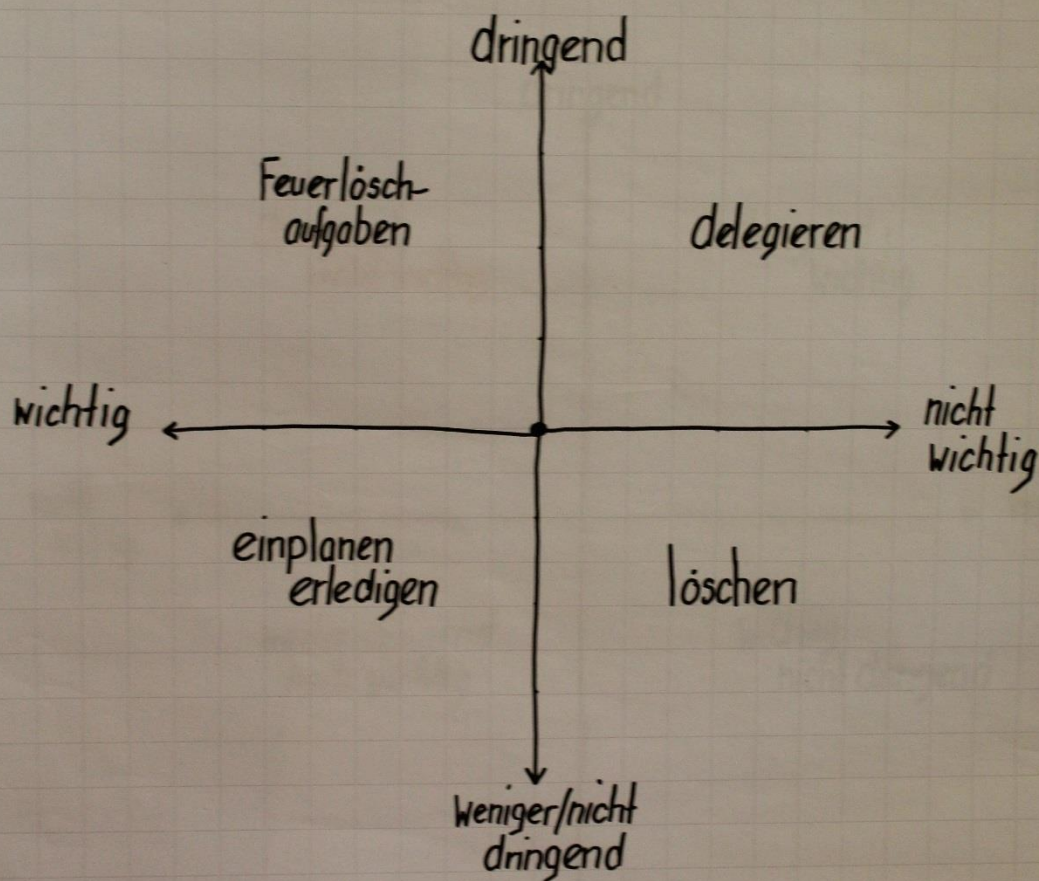 dringend
Feuerlösch-
aufgaben
delegieren
wichtig
nicht
wichtig
einplanen
erledigen
löschen
Weniger/nicht
dringend